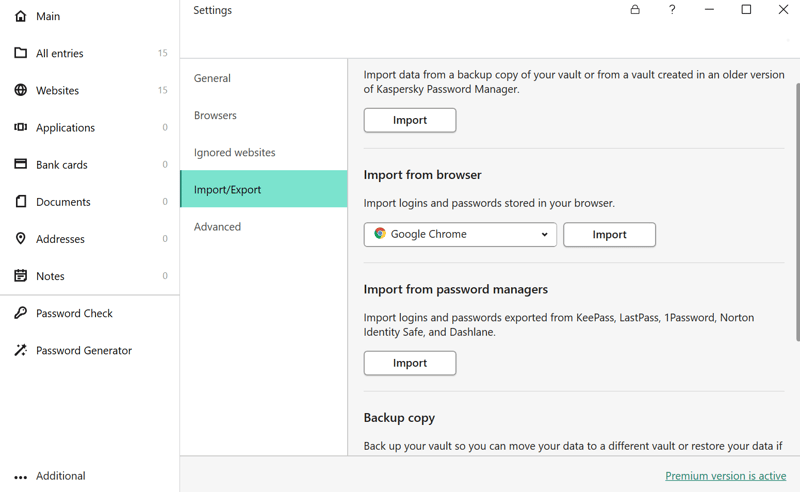 Settings
?
Main
All entries 15
Websites 15
Applications 0
Bank cards 0
Documents 0
Addresses 0
Notes 0
Password Check
Password Generator
Additional
General
Browsers
Ignored websites
Import/Export
Advanced
Import data from a backup copy of your vault or from a vault created in an older version
of Kaspersky Password Manager.
Import
Import from browser
Import logins and passwords stored in your browser.
Google Chrome
Import
Import from password managers
Import logins and passwords exported from KeePass, LastPass, 1Password, Norton
Identity Safe, and Dashlane.
Import
Backup copy
Back up your vault so you can move your data to a different vault or restore your data if
Premium version is active